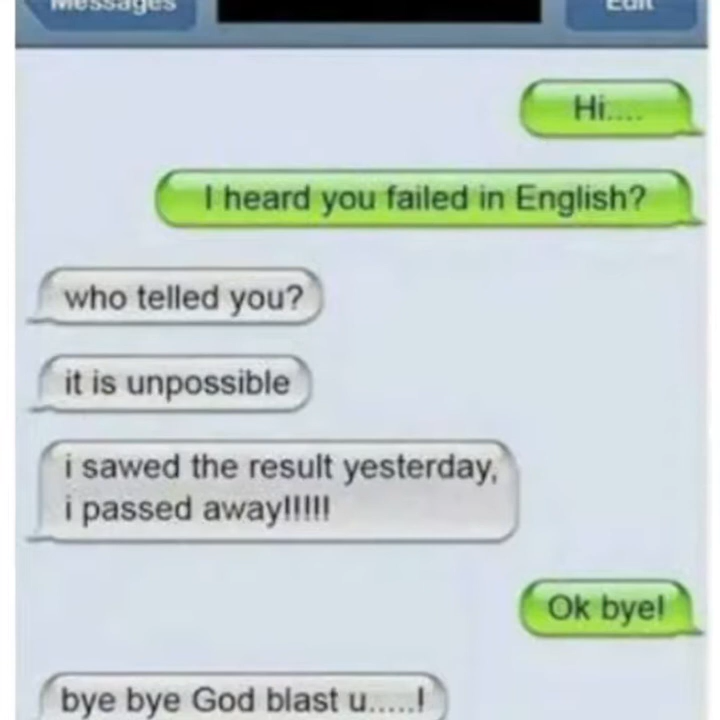 Messages
Edit
Hi....
I heard you failed in English?
who telled you?
it is unpossible
i sawed the result yesterday,
i passed away!!!!!
Ok bye!
bye bye God blast u.....!